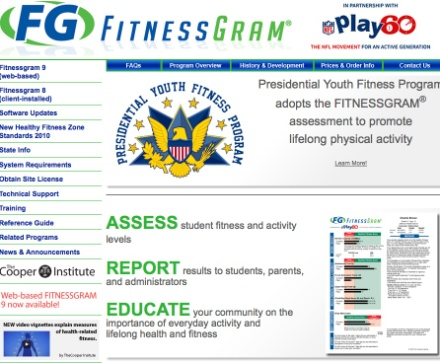 FG FITNESSGRAM®
IN PARTNERSHIP WITH
NFL Play60
THE NFL MOVEMENT FOR AN ACTIVE GENERATION
FAQs Program Overview History & Development Prices & Order Info Contact Us
Fitnessgram 9
(web-based)
Fitnessgram 8
(client-installed)
Software Updates
New Healthy Fitness Zone
Standards 2010
State Info
System Requirements
Obtain Site License
Technical Support
Training
Reference Guide
Related Programs
News & Announcements
The Cooper Institute
Web-based FITNESSGRAM
9 now available!
NEW video vignettes explain measures
of health-related
fitness.
by The Cooper Institute
PRESIDENTIAL YOUTH FITNESS PROGRAM
Presidential Youth Fitness Program
adopts the FITNESSGRAM®
assessment to promote
lifelong physical activity
Learn More!
ASSESS student fitness and activity
levels
REPORT results to students, parents,
and administrators
EDUCATE your community on the
importance of everyday activity and
lifelong health and fitness
FG FITNESSGRAM
Play60